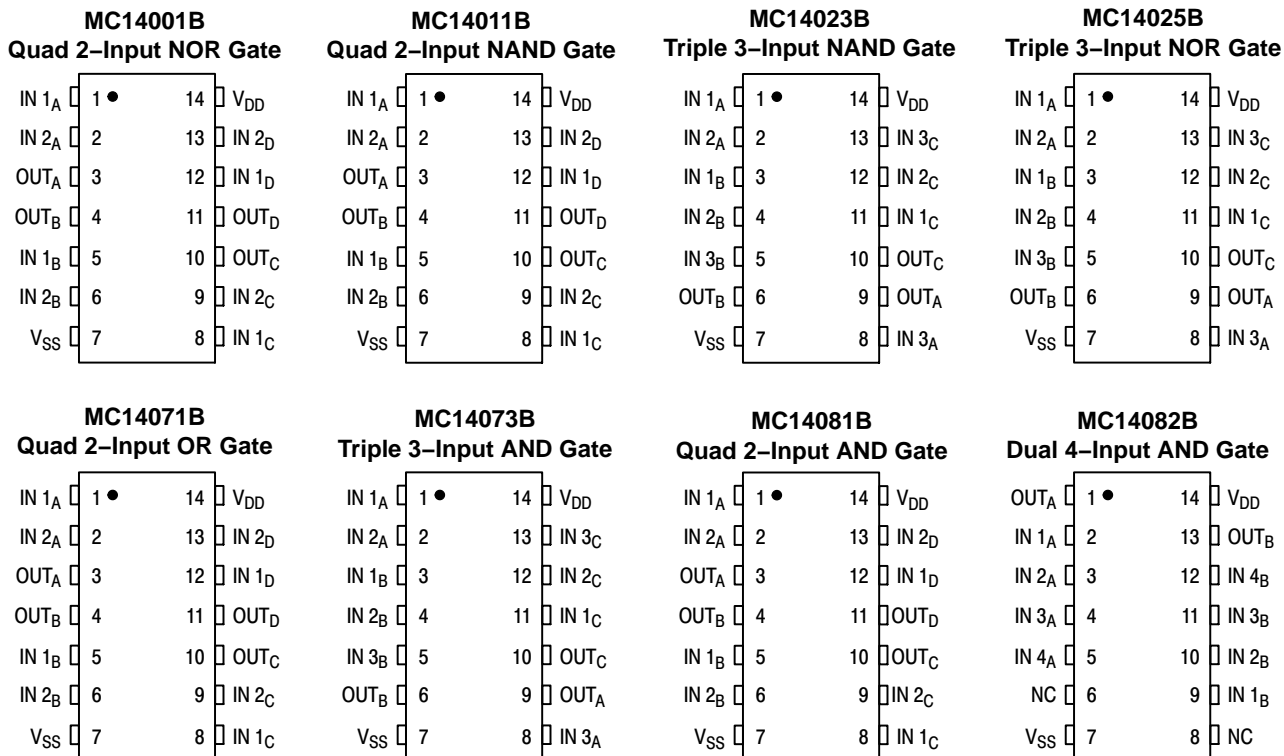 MC14001B
Quad 2–Input NOR Gate
IN 1A 1 14 VDD
IN 2A 2 13 IN 2D
OUTA 3 12 IN 1D
OUTB 4 11 OUTD
IN 1B 5 10 OUTC
IN 2B 6 9 IN 2C
VSS 7 8 IN 1C
MC14011B
Quad 2–Input NAND Gate
IN 1A 1 14 VDD
IN 2A 2 13 IN 2D
OUTA 3 12 IN 1D
OUTB 4 11 OUTD
IN 1B 5 10 OUTC
IN 2B 6 9 IN 2C
VSS 7 8 IN 1C
MC14023B
Triple 3–Input NAND Gate
IN 1A 1 14 VDD
IN 2A 2 13 IN 3C
IN 1B 3 12 IN 2C
IN 2B 4 11 IN 1C
IN 3B 5 10 OUTC
OUTB 6 9 OUTA
VSS 7 8 IN 3A
MC14025B
Triple 3–Input NOR Gate
IN 1A 1 14 VDD
IN 2A 2 13 IN 3C
IN 1B 3 12 IN 2C
IN 2B 4 11 IN 1C
IN 3B 5 10 OUTC
OUTB 6 9 OUTA
VSS 7 8 IN 3A
MC14071B
Quad 2–Input OR Gate
IN 1A 1 14 VDD
IN 2A 2 13 IN 2D
OUTA 3 12 IN 1D
OUTB 4 11 OUTD
IN 1B 5 10 OUTC
IN 2B 6 9 IN 2C
VSS 7 8 IN 1C
MC14073B
Triple 3–Input AND Gate
IN 1A 1 14 VDD
IN 2A 2 13 IN 3C
IN 1B 3 12 IN 2C
IN 2B 4 11 IN 1C
IN 3B 5 10 OUTC
OUTB 6 9 OUTA
VSS 7 8 IN 3A
MC14081B
Quad 2–Input AND Gate
IN 1A 1 14 VDD
IN 2A 2 13 IN 2D
OUTA 3 12 IN 1D
OUTB 4 11 OUTD
IN 1B 5 10 OUTC
IN 2B 6 9 IN 2C
VSS 7 8 IN 1C
MC14082B
Dual 4–Input AND Gate
OUTA 1 14 VDD
IN 1A 2 13 OUTB
IN 2A 3 12 IN 4B
IN 3A 4 11 IN 3B
IN 4A 5 10 IN 2B
NC 6 9 IN 1B
VSS 7 8 NC